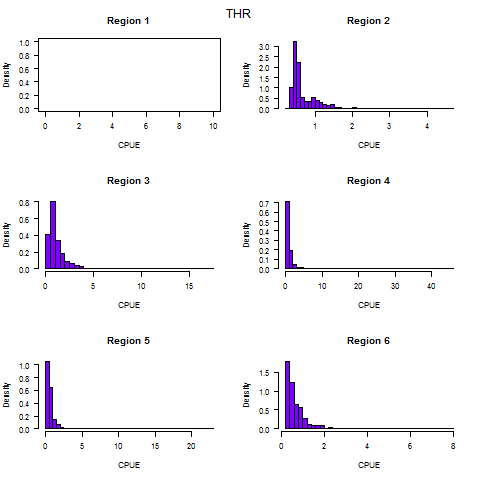 THR
Region 1
Region 2
Density
1.0
0.8
0.6
0.4
0.2
0.0
0 2 4 6 8 10
CPUE
Density
3.0
2.5
2.0
1.5
1.0
0.5
0.0
1 2 3 4
CPUE
Region 3
Region 4
Density
0.8
0.6
0.4
0.2
0.0
0 5 10 15
CPUE
Density
0.7
0.6
0.5
0.4
0.3
0.2
0.1
0.0
0 10 20 30 40
CPUE
Region 5
Region 6
Density
1.0
0.8
0.6
0.4
0.2
0.0
0 5 10 15 20
CPUE
Density
1.5
1.0
0.5
0.0
0 2 4 6 8
CPUE